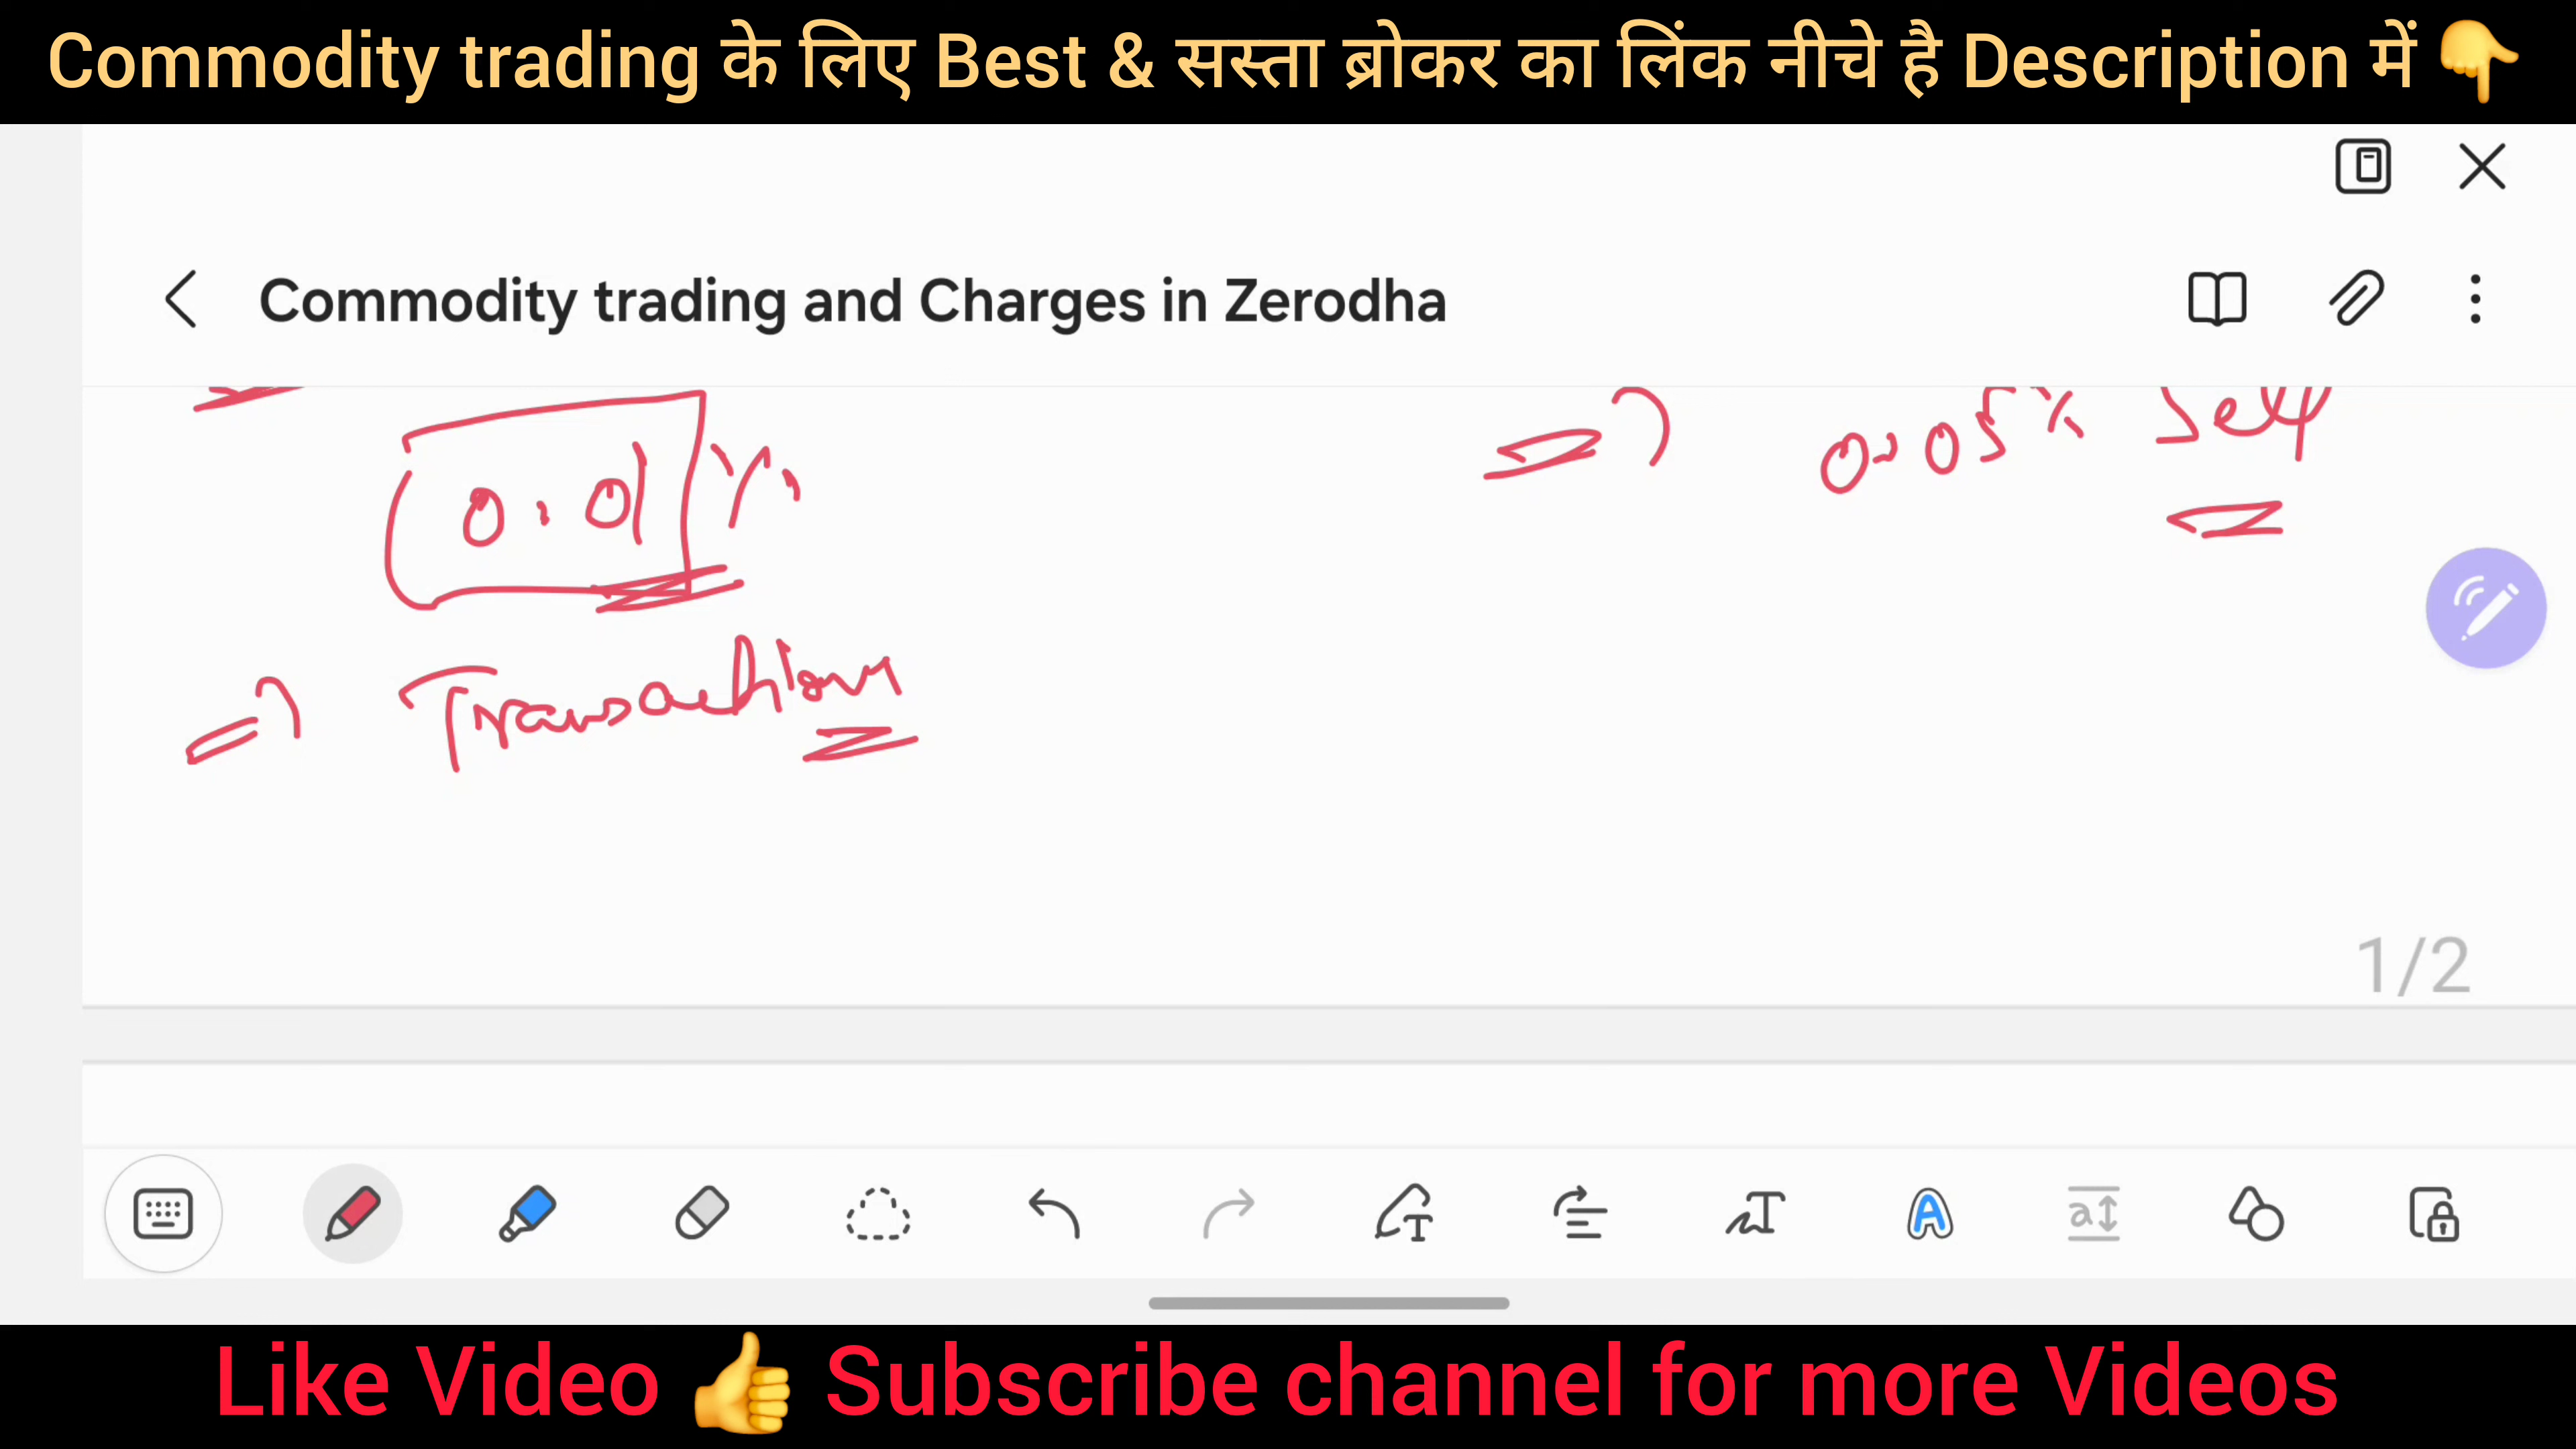 Commodity trading के लिए Best & सस्ता ब्रोकर का लिंक नीचे है Description में 👇
Commodity trading and Charges in Zerodha
0.05% Sell
0.01%
=> Transaction
1/2
Like Video 👍 Subscribe channel for more Videos